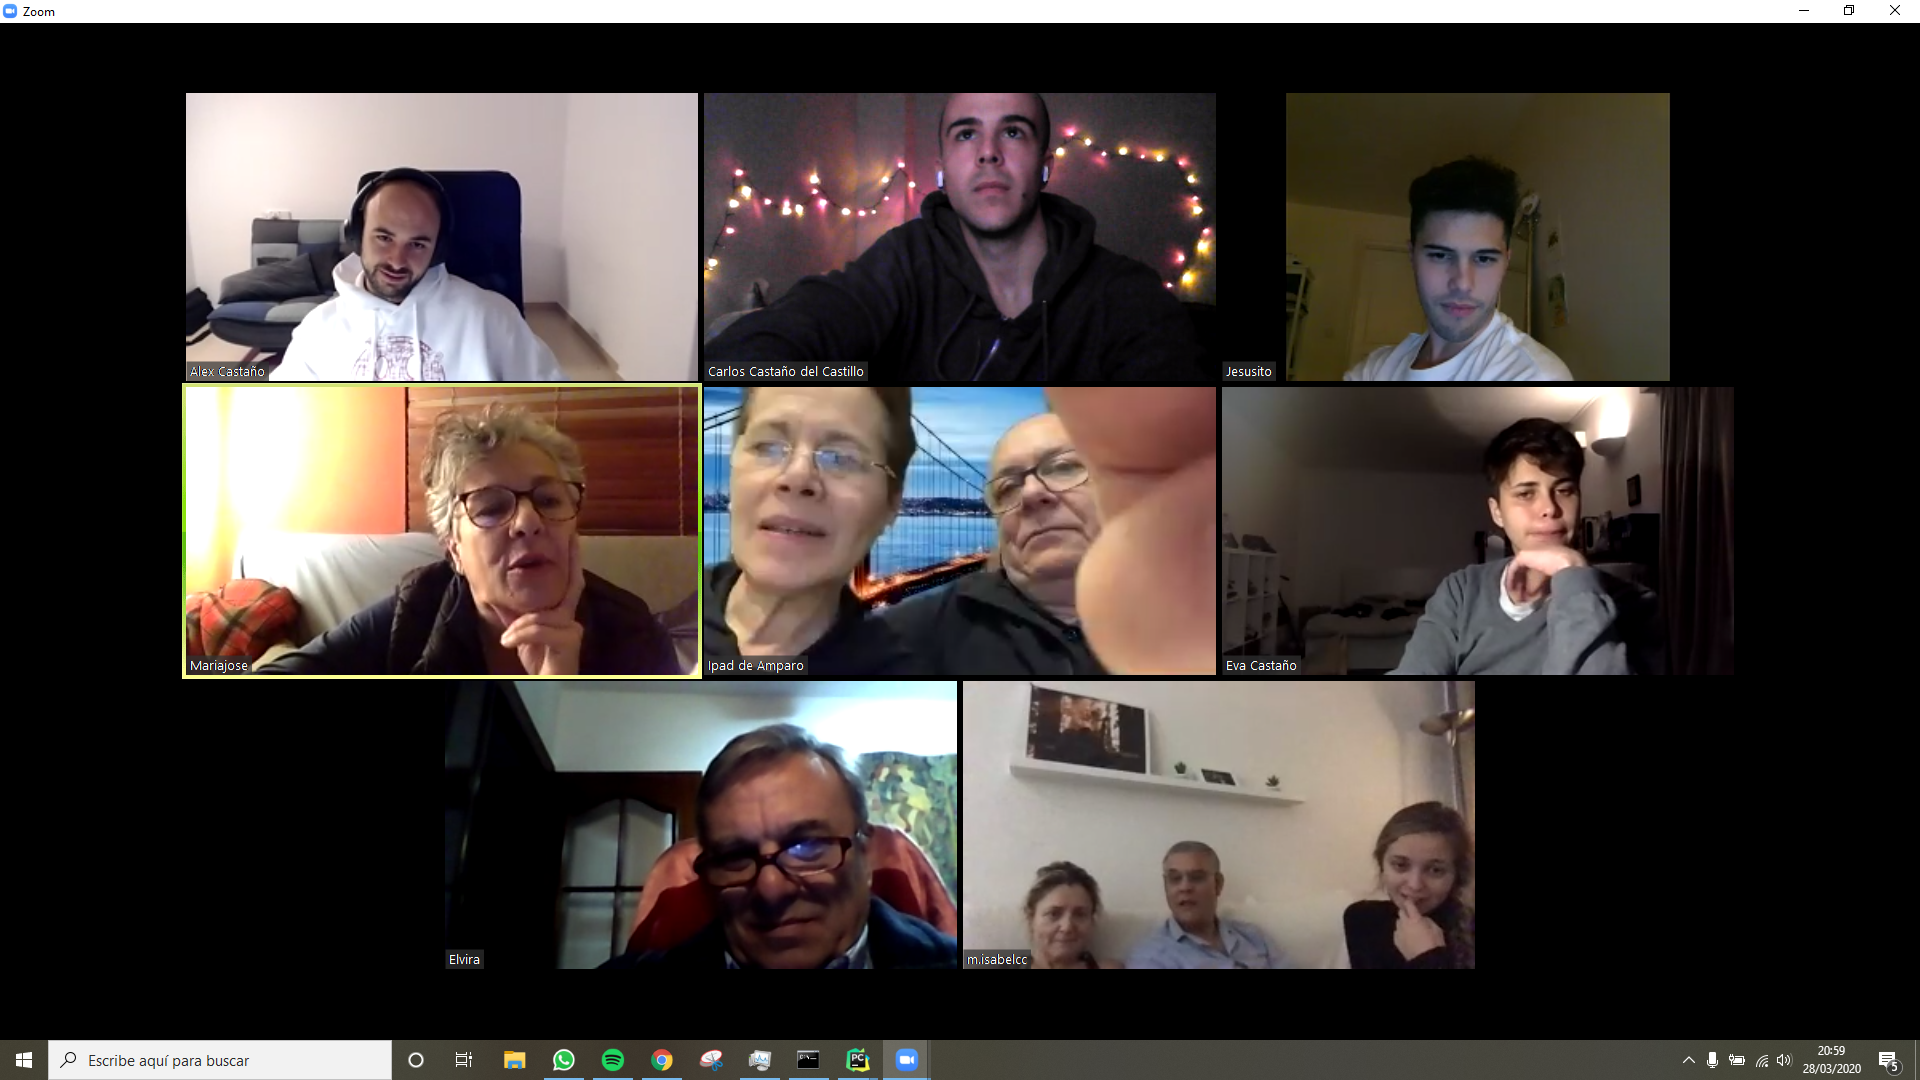 Zoom
Alex Castaño
Carlos Castaño del Castillo
Jesusito
Mariajose
Ipad de Amparo
Eva Castaño
Elvira
m.isabelcc
Escribe aquí para buscar
PC
20:59
28/03/2020
5